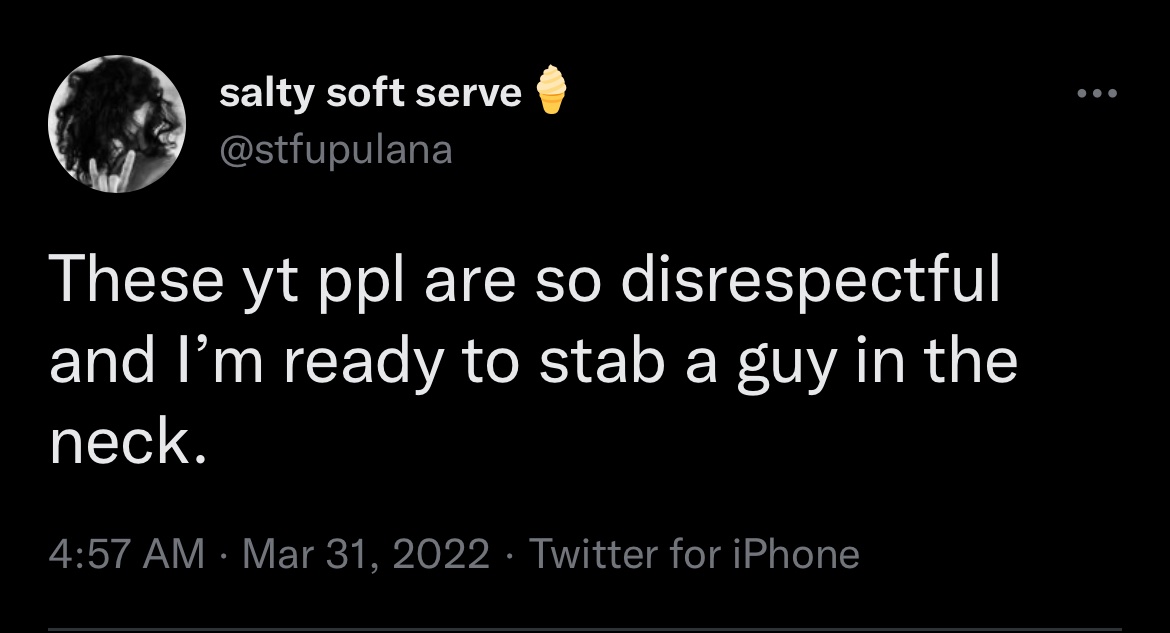 salty soft serve🍦
@stfupulana
These yt ppl are so disrespectful
and I’m ready to stab a guy in the
neck.
4:57 AM · Mar 31, 2022 · Twitter for iPhone